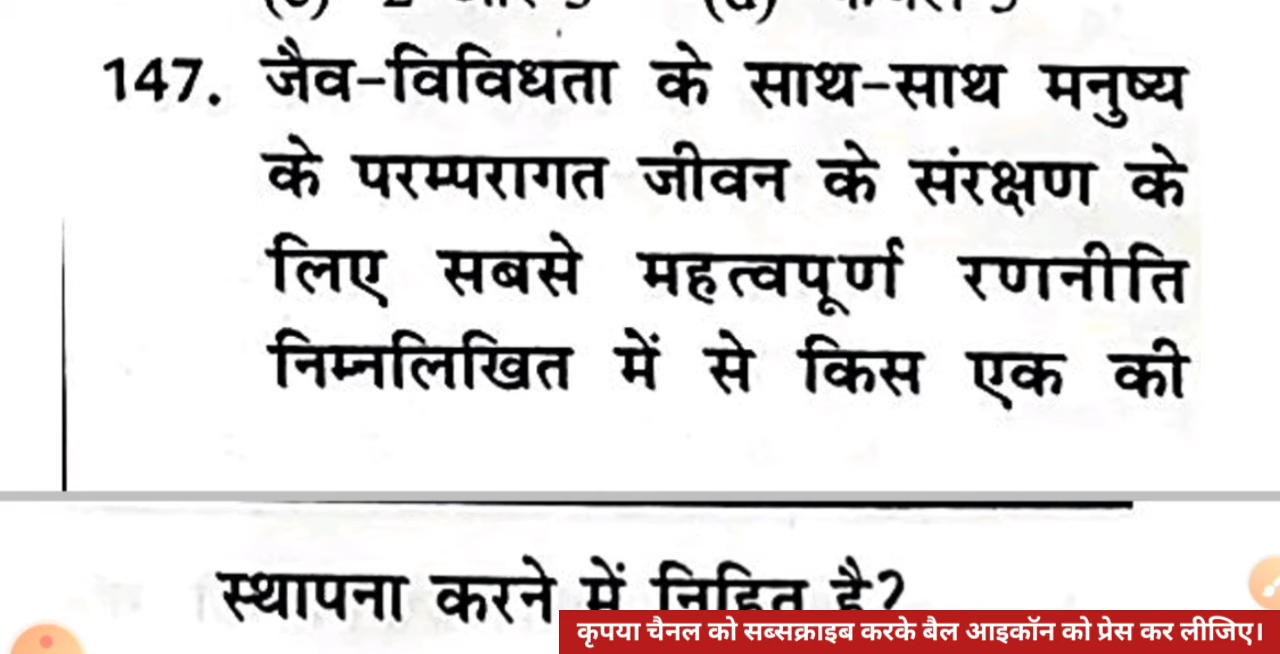 147. जैव-विविधता के साथ-साथ मनुष्य
के परम्परागत जीवन के संरक्षण के
लिए सबसे महत्वपूर्ण रणनीति
निम्नलिखित में से किस एक की
स्थापना करने में निहित है?
कृपया चैनल को सब्सक्राइब करके बैल आइकॉन को प्रेस कर लीजिए।